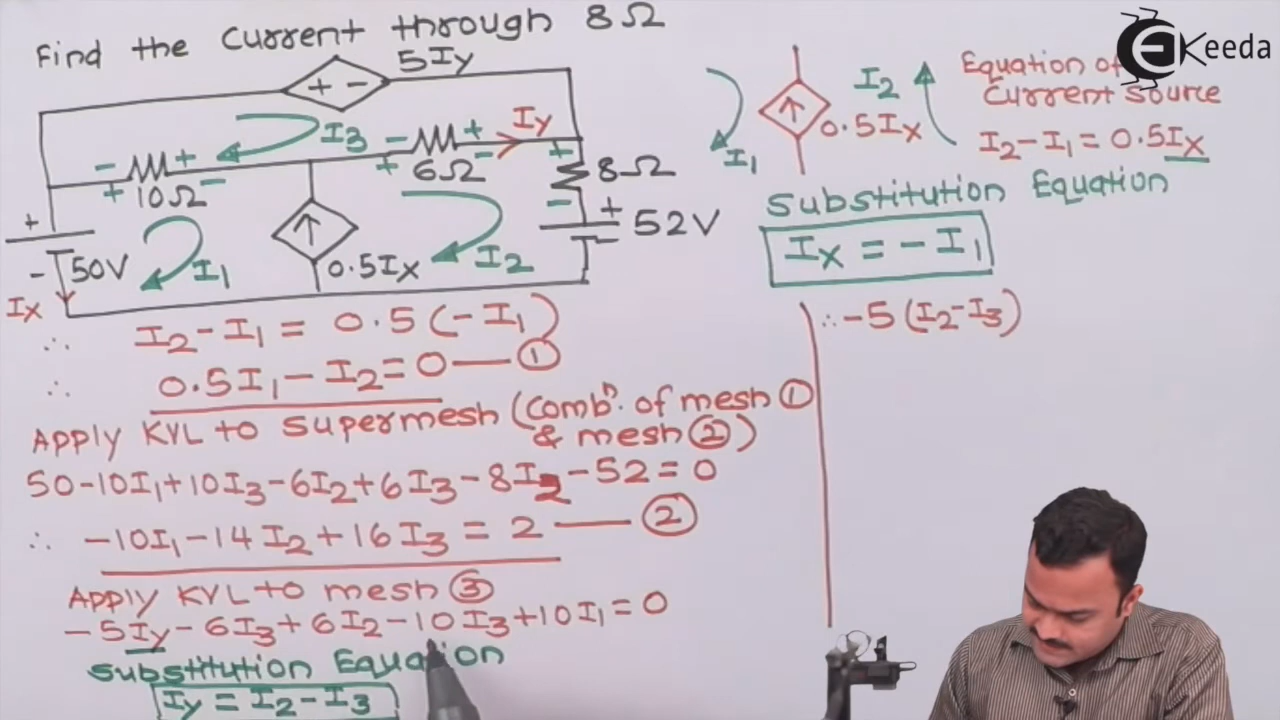 Find the Current through 8Ω
5Iy
+ -
I3
- +
Iy
- +
10Ω
+ -
6Ω
+ -
+
8Ω
-
+
52V
+
-
50V
I1
0.5Ix
I2
Ix
I2
0.5Ix
I1
Equation of
Current Source
I2-I1=0.5Ix
Substitution Equation
Ix = -I1
∴ I2-I1 = 0.5(-I1)
∴ 0.5I1-I2=0 — ①
Apply KVL to Supermesh (Combn. of mesh ①
& mesh ②)
50-10I1+10I3-6I2+6I3-8I2-52=0
∴ -10I1-14I2+16I3=2 — ②
Apply KVL to mesh ③
-5Iy-6I3+6I2-10I3+10I1=0
Substitution Equation
Iy = I2-I3
∴ -5(I2-I3)
EKeeda